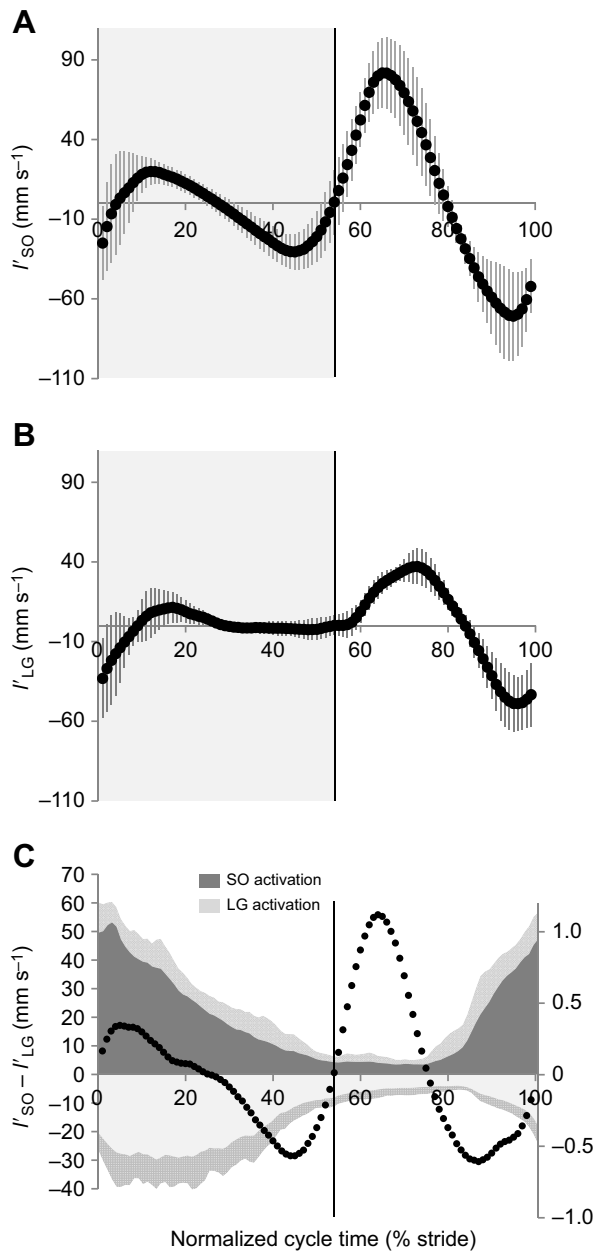 A
90
40
–10
–60
–110
0 20 40 60 80 100
l′SO (mm s–1)
B
90
40
–10
–60
–110
0 20 40 60 80 100
l′LG (mm s–1)
C
SO activation
LG activation
70
60
50
40
30
20
10
0
–10
–20
–30
–40
0 20 40 60 80 100
1.0
0.5
0
–0.5
–1.0
l′SO – l′LG (mm s–1)
Normalized cycle time (% stride)